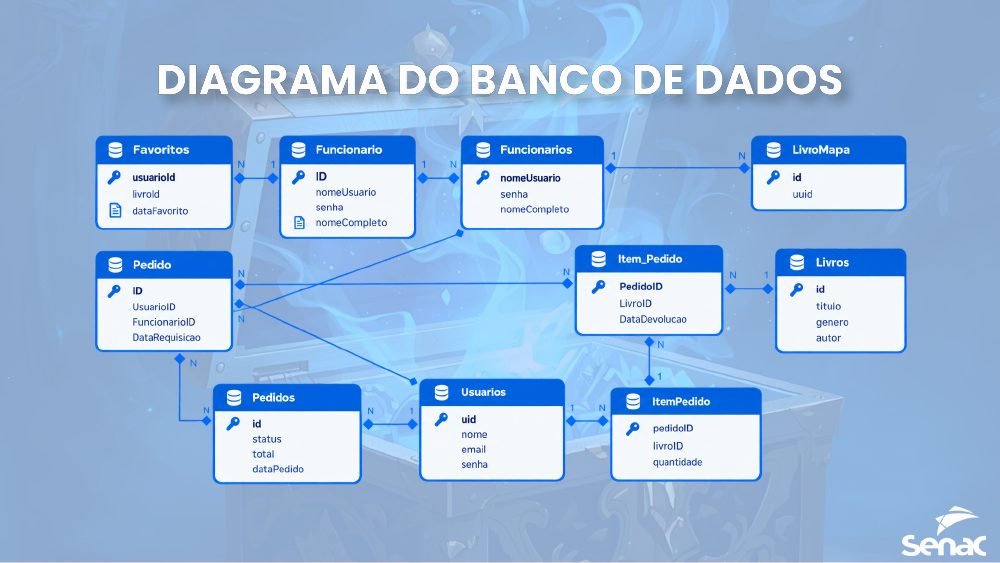 DIAGRAMA DO BANCO DE DADOS
Favoritos
usuarioId
livroId
dataFavorito
N
1
Funcionario
ID
nomeUsuario
senha
nomeCompleto
1
N
Funcionarios
nomeUsuario
senha
nomeCompleto
1
N
LivroMapa
id
uuid
Pedido
ID
UsuarioID
FuncionarioID
DataRequisicao
N
N
N
N
Item_Pedido
PedidoID
LivroID
DataDevolucao
N
1
Livros
id
titulo
genero
autor
N
1
N
Pedidos
id
status
total
dataPedido
N
1
Usuarios
uid
nome
email
senha
1
N
ItemPedido
pedidoID
livroID
quantidade
Senac